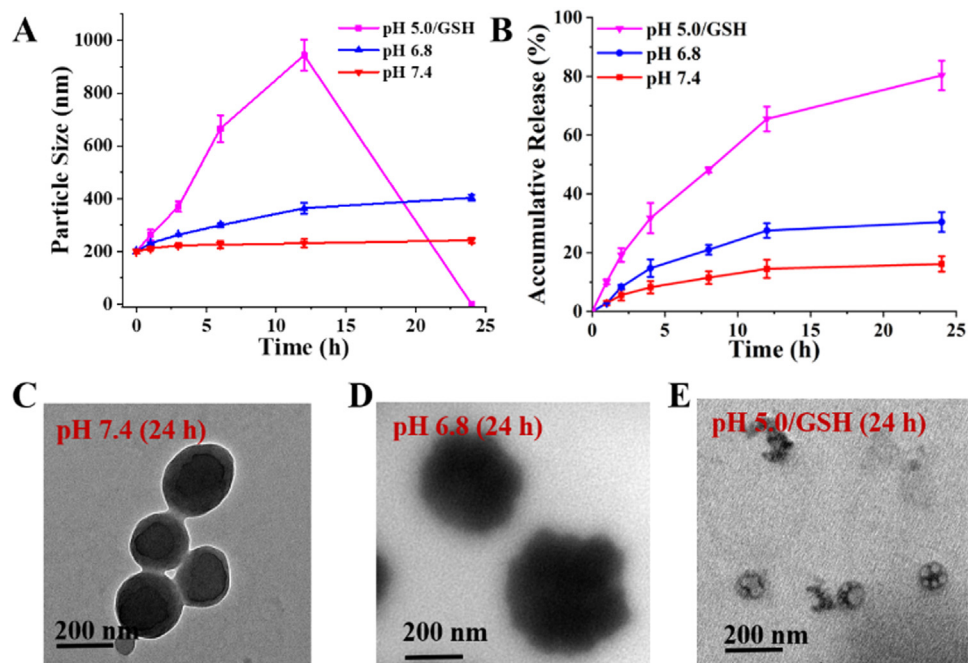 A
pH 5.0/GSH
pH 6.8
pH 7.4
Particle Size (nm)
1000
800
600
400
200
0
0 5 10 15 20 25
Time (h)
B
pH 5.0/GSH
pH 6.8
pH 7.4
Accumulative Release (%)
100
80
60
40
20
0
0 5 10 15 20 25
Time (h)
C
pH 7.4 (24 h)
200 nm
D
pH 6.8 (24 h)
200 nm
E
pH 5.0/GSH (24 h)
200 nm